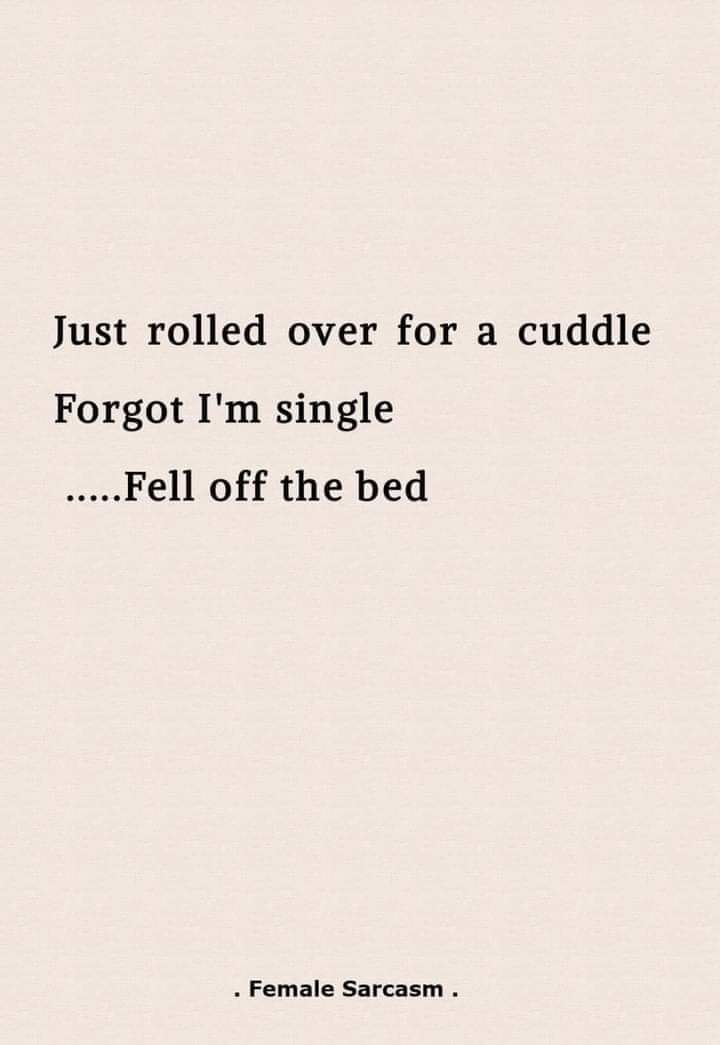 Just rolled over for a cuddle
Forgot I'm single
.....Fell off the bed
. Female Sarcasm .